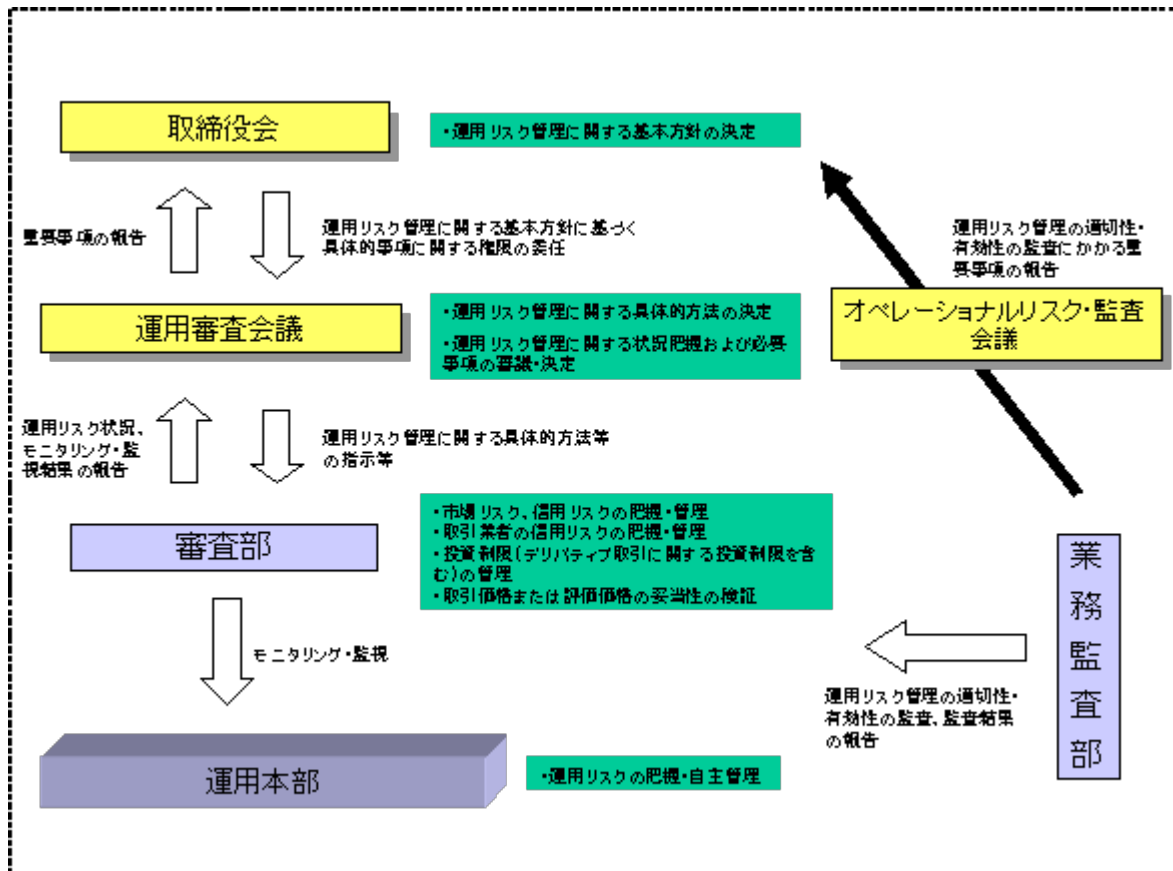 取締役会
・運用リスク管理に関する基本方針の決定
重要事項の報告
運用リスク管理に関する基本方針に基づく
具体的事項に関する権限の委任
運用リスク管理の適切性・
有効性の監査にかかる重
要事項の報告
運用審査会議
・運用リスク管理に関する具体的方法の決定
・運用リスク管理に関する状況把握および必要
事項の審議・決定
オペレーショナルリスク・監査
会議
運用リスク状況、
モニタリング・監
視結果の報告
運用リスク管理に関する具体的方法等
の指示等
審査部
・市場リスク、信用リスクの把握・管理
・取引業者の信用リスクの把握・管理
・投資制限(デリバティブ取引に関する投資制限を含
む)の管理
・取引価格または評価価格の妥当性の検証
業
務
監
査
部
モニタリング・監視
運用リスク管理の適切性・
有効性の監査、監査結果
の報告
運用本部
・運用リスクの把握・自主管理